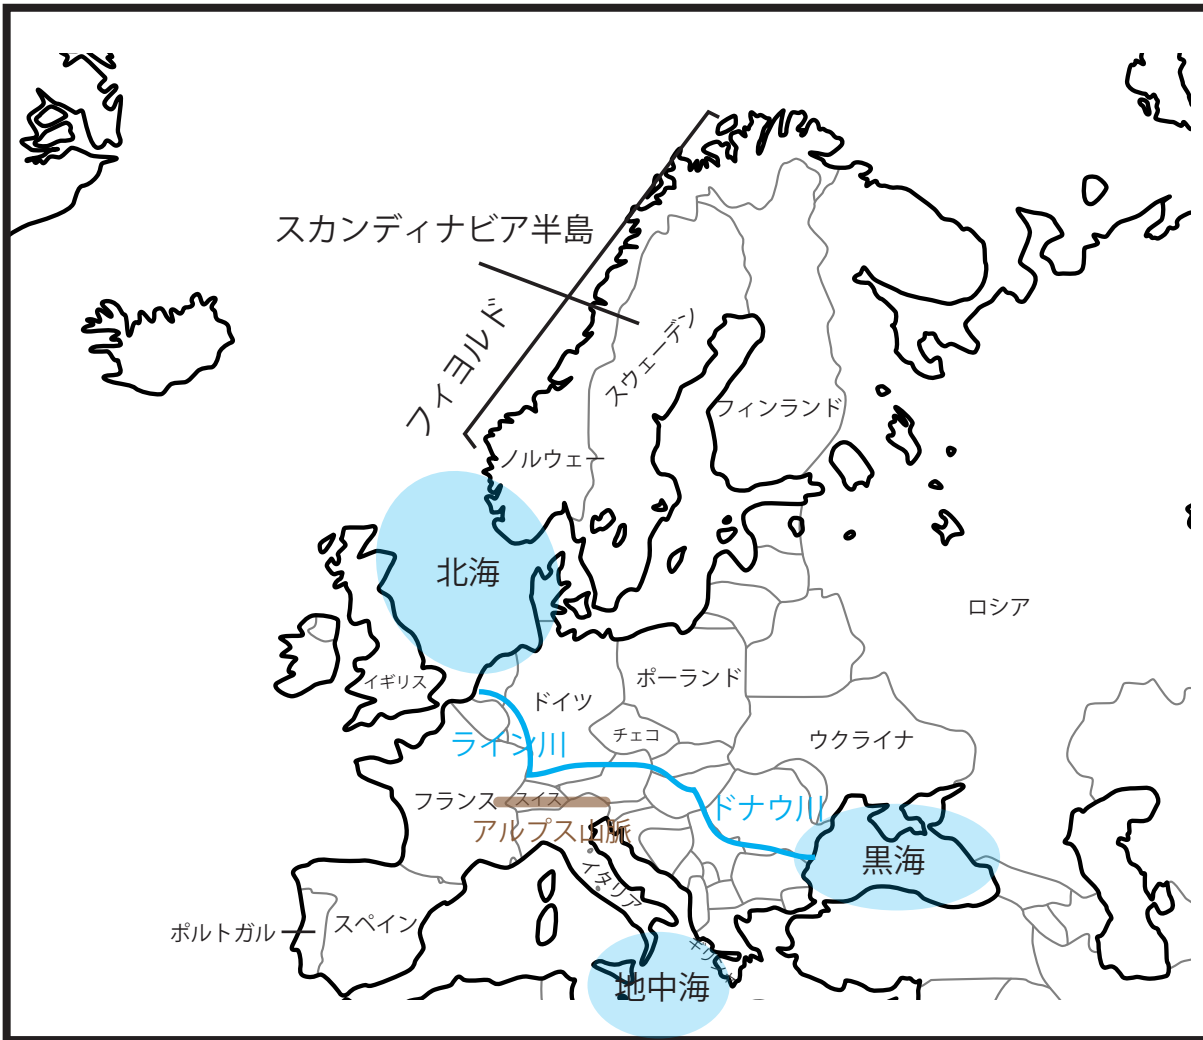 スカンディナビア半島
フィヨルド
スウェーデン
フィンランド
ノルウェー
北海
ロシア
イギリス
ドイツ
ポーランド
チェコ
ウクライナ
ライン川
フランス
スイス
ドナウ川
アルプス山脈
黒海
イタリア
スペイン
ポルトガル
ギリシャ
地中海